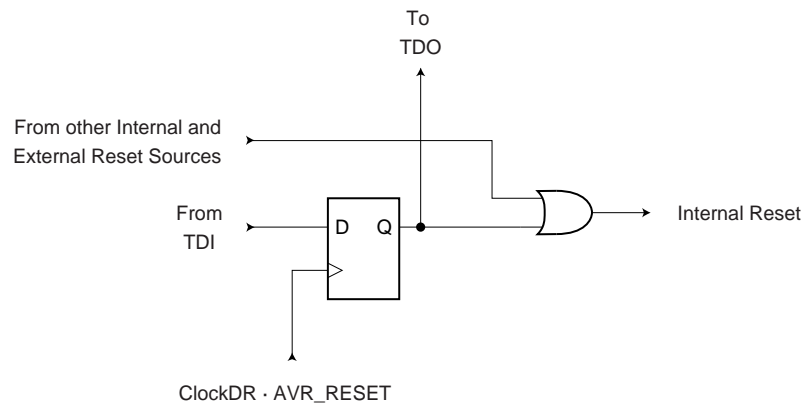 To
TDO
From other Internal and
External Reset Sources
From
TDI
D Q
Internal Reset
ClockDR · AVR_RESET